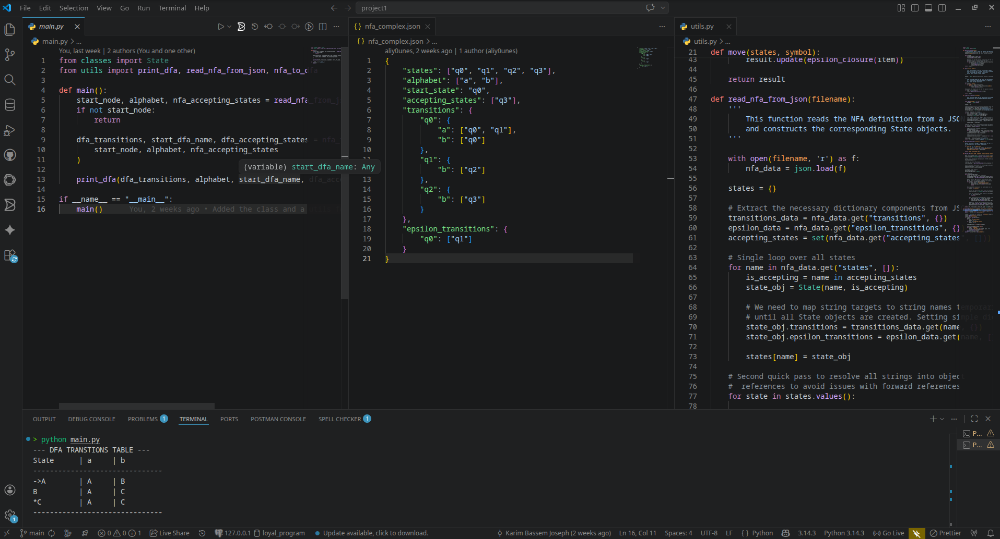 File Edit Selection View Go Run Terminal Help
project1
main.py
nfa_complex.json
utils.py
main.py > ...
nfa_complex.json > ...
utils.py > ...
You, last week | 2 authors (You and one other)
1 from classes import State
2 from utils import print_dfa, read_nfa_from_json, nfa_to_dfa
3
4 def main():
5 start_node, alphabet, nfa_accepting_states = read_nfa_from_j
6 if not start_node:
7 return
8
9 dfa_transitions, start_dfa_name, dfa_accepting_states = nfa_
10 start_node, alphabet, nfa_accepting_states
11 )
12
(variable) start_dfa_name: Any
13 print_dfa(dfa_transitions, alphabet, start_dfa_name, dfa_acc
14
15 if __name__ == "__main__":
16 main() You, 2 weeks ago • Added the class and a
aliy0unes, 2 weeks ago | 1 author (aliy0unes)
1 {
2 "states": ["q0", "q1", "q2", "q3"],
3 "alphabet": ["a", "b"],
4 "start_state": "q0",
5 "accepting_states": ["q3"],
6 "transitions": {
7 "q0": {
8 "a": ["q0", "q1"],
9 "b": ["q0"]
10 },
11 "q1": {
"b": ["q2"]
13 },
14 "q2": {
15 "b": ["q3"]
16 }
17 },
18 "epsilon_transitions": {
19 "q0": ["q1"]
20 }
21 }
21 def move(states, symbol):
43 result.update(epsilon_closure(item))
44
45 return result
46
47 def read_nfa_from_json(filename):
48 '''
49 This function reads the NFA definition from a JSO
50 and constructs the corresponding State objects.
51 '''
52
53 with open(filename, 'r') as f:
54 nfa_data = json.load(f)
55
56 states = {}
57
58 # Extract the necessary dictionary components from JS
59 transitions_data = nfa_data.get("transitions", {})
60 epsilon_data = nfa_data.get("epsilon_transitions", {}
61 accepting_states = set(nfa_data.get("accepting_states", []))
62
63 # Single loop over all states
64 for name in nfa_data.get("states", []):
65 is_accepting = name in accepting_states
66 state_obj = State(name, is_accepting)
67
68 # We need to map string targets to string names temporar
69 # until all State objects are created. Setting simple di
70 state_obj.transitions = transitions_data.get(name, {})
71 state_obj.epsilon_transitions = epsilon_data.get(name, [
72
73 states[name] = state_obj
74
75 # Second quick pass to resolve all strings into objec
76 # references to avoid issues with forward references
77 for state in states.values():
78
OUTPUT DEBUG CONSOLE PROBLEMS 1 TERMINAL PORTS POSTMAN CONSOLE SPELL CHECKER 1
> python main.py
--- DFA TRANSTIONS TABLE ---
State | a | b
-------------------------------
->A | A | B
B | A | C
*C | A | C
-------------------------------
P...
P...
1
main 0 0 1 Live Share 127.0.0.1 loyal_program Update available, click to download. Karim Bassem Joseph (2 weeks ago) Ln 16, Col 11 Spaces: 4 UTF-8 LF { } Python 3.14.3 Python 3.14.3 Go Live Prettier